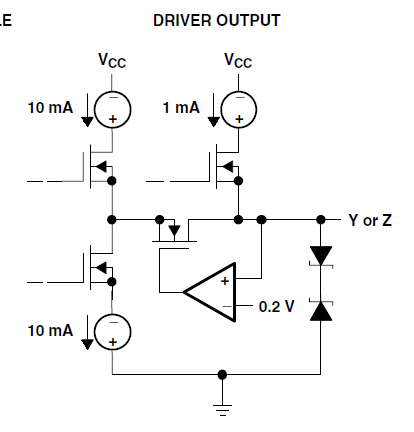 LE
DRIVER OUTPUT
VCC
VCC
10 mA
1 mA
Y or Z
0.2 V
10 mA